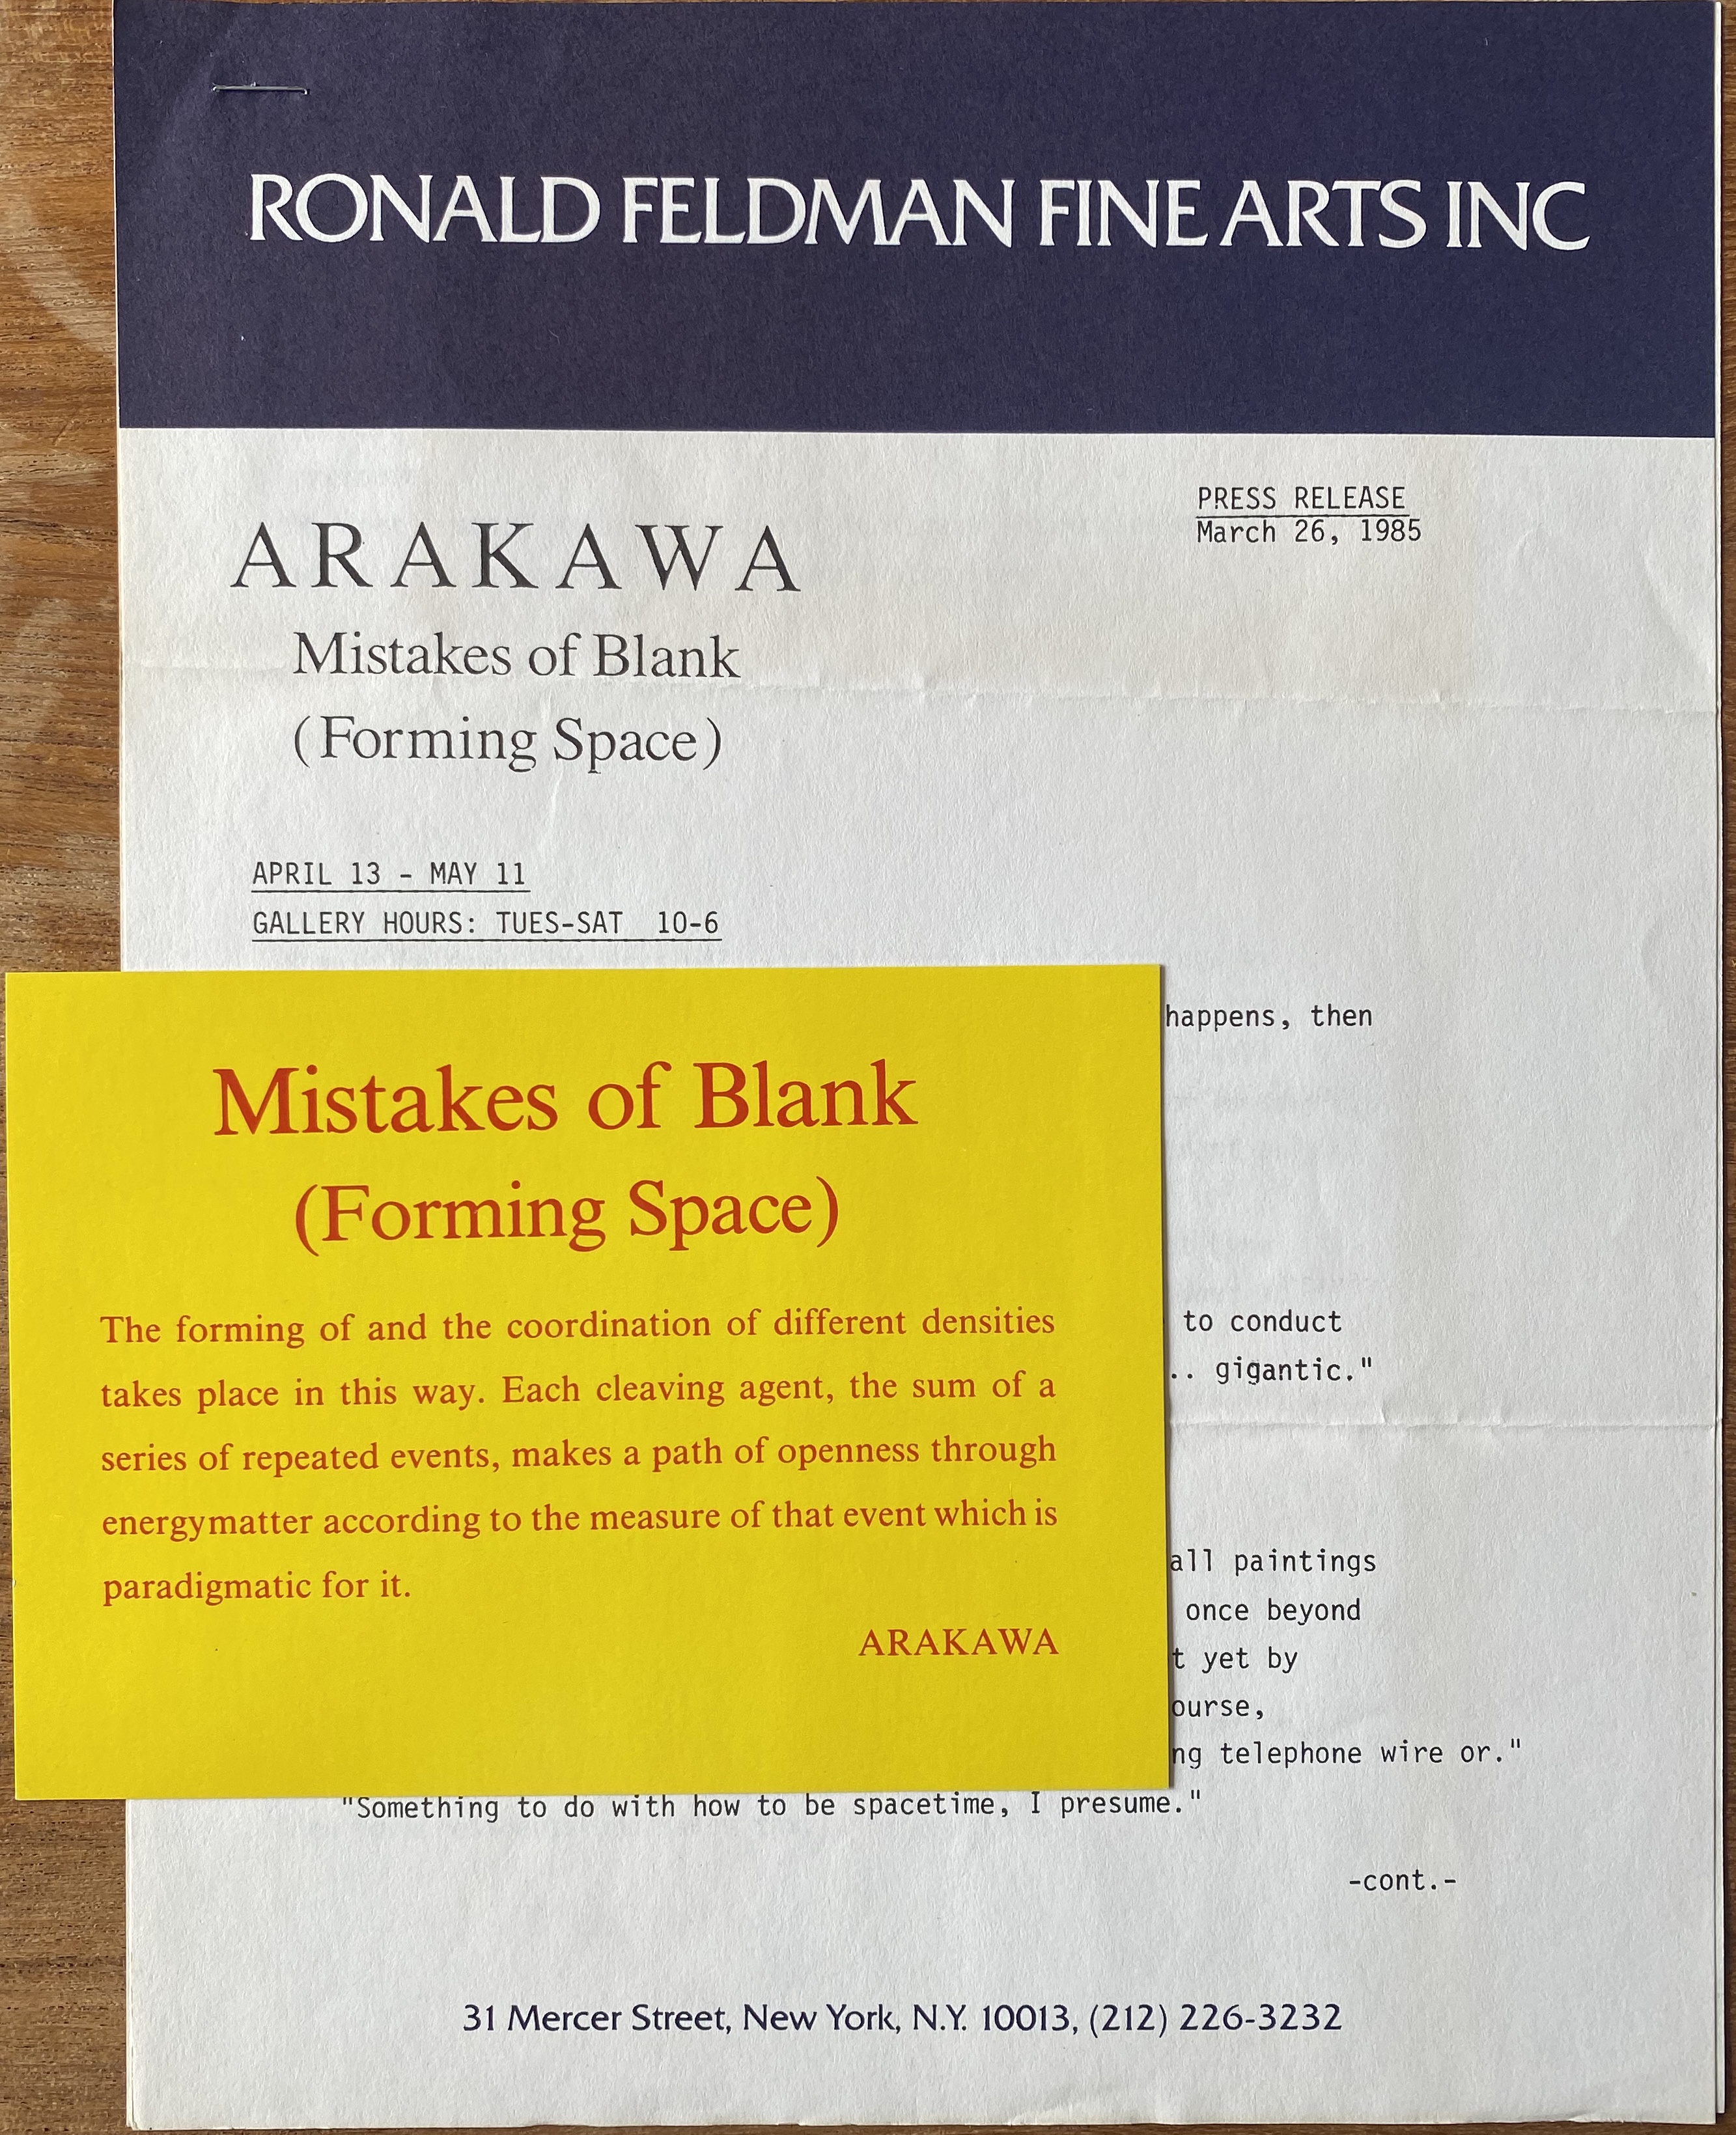 RONALD FELDMAN FINE ARTS INC
PRESS RELEASE
March 26, 1985
ARAKAWA
Mistakes of Blank
(Forming Space)
APRIL 13 - MAY 11
GALLERY HOURS: TUES-SAT 10-6
happens, then
to conduct
.. gigantic."
all paintings
once beyond
t yet by
ourse,
ng telephone wire or."
"Something to do with how to be spacetime, I presume."
-cont.-
31 Mercer Street, New York, N.Y. 10013, (212) 226-3232
Mistakes of Blank
(Forming Space)
The forming of and the coordination of different densities
takes place in this way. Each cleaving agent, the sum of a
series of repeated events, makes a path of openness through
energymatter according to the measure of that event which is
paradigmatic for it.
ARAKAWA